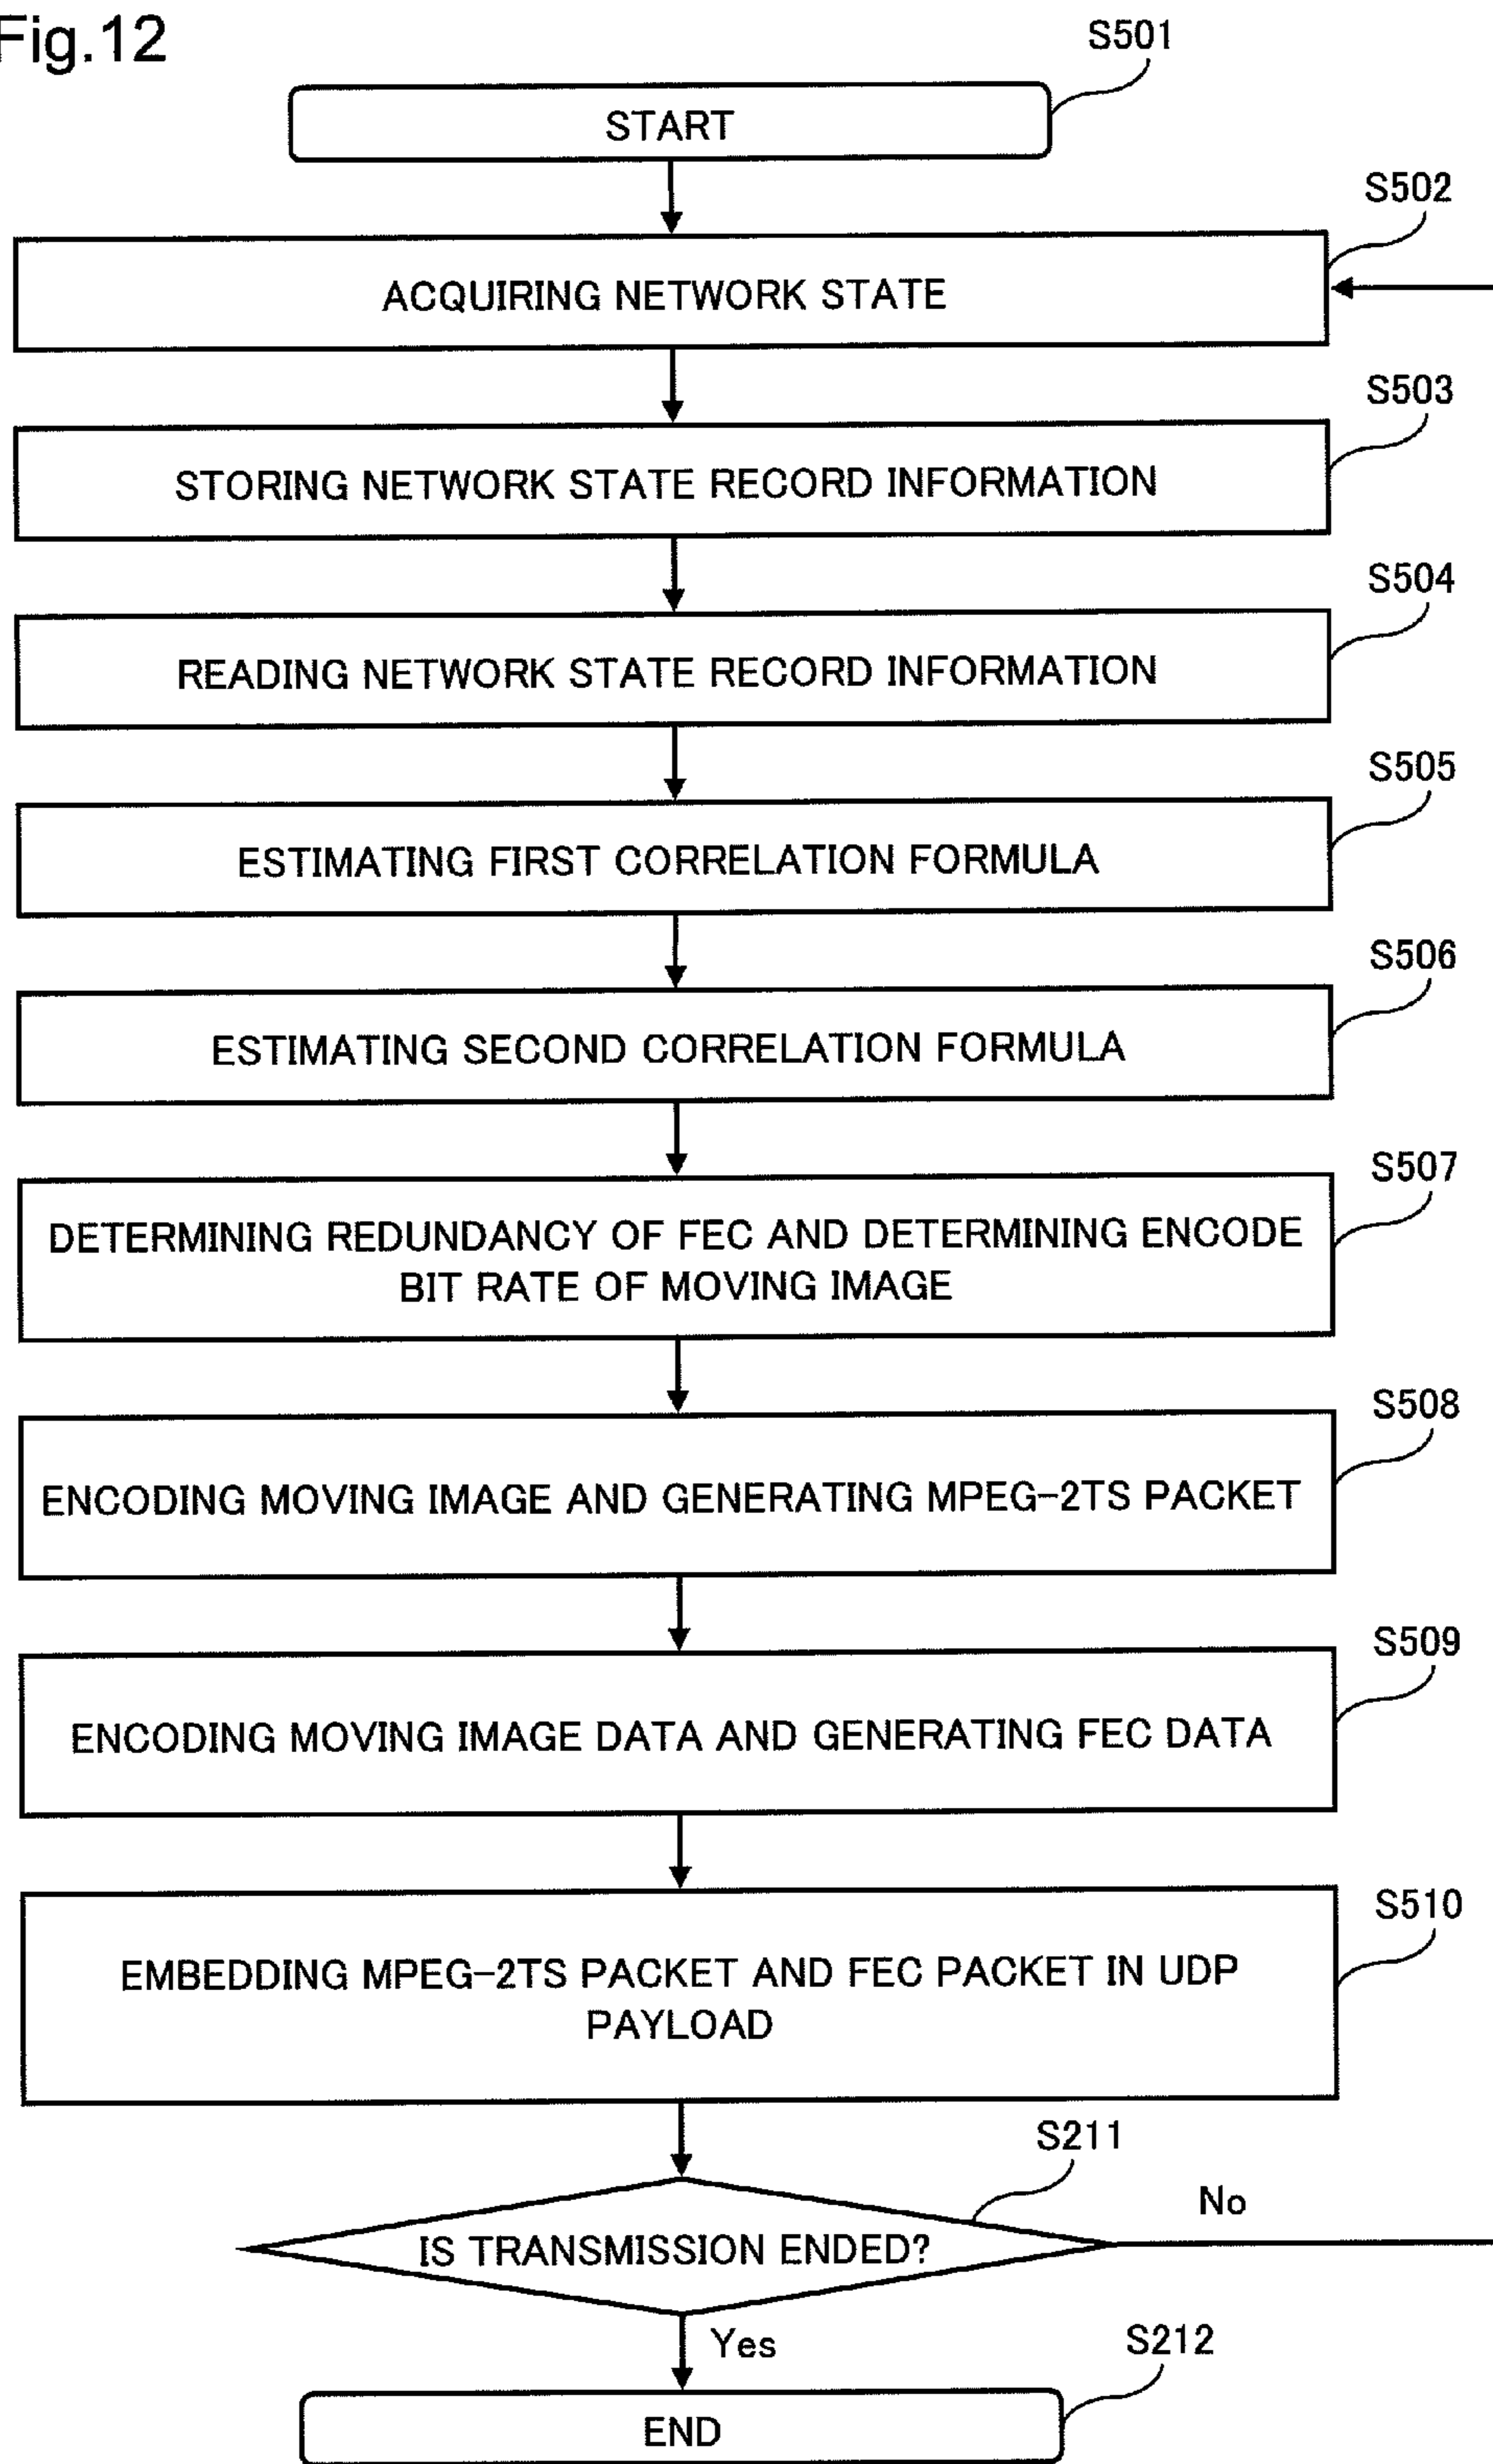 Fig.12
S501
START
S502
ACQUIRING NETWORK STATE
S503
STORING NETWORK STATE RECORD INFORMATION
S504
READING NETWORK STATE RECORD INFORMATION
S505
ESTIMATING FIRST CORRELATION FORMULA
S506
ESTIMATING SECOND CORRELATION FORMULA
S507
DETERMINING REDUNDANCY OF FEC AND DETERMINING ENCODE
BIT RATE OF MOVING IMAGE
S508
ENCODING MOVING IMAGE AND GENERATING MPEG-2TS PACKET
S509
ENCODING MOVING IMAGE DATA AND GENERATING FEC DATA
S510
EMBEDDING MPEG-2TS PACKET AND FEC PACKET IN UDP
PAYLOAD
S211
No
IS TRANSMISSION ENDED?
Yes
S212
END